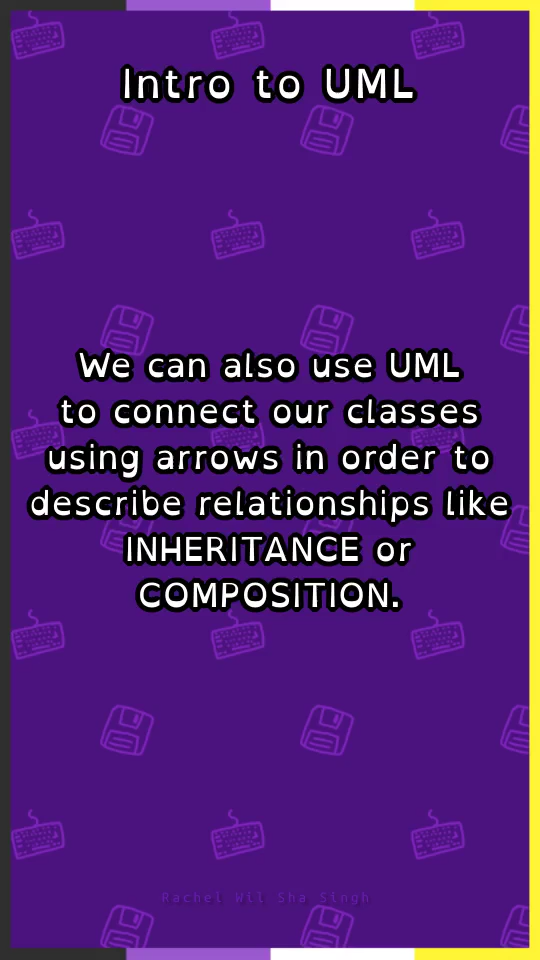 Intro to UML
We can also use UML
to connect our classes
using arrows in order to
describe relationships like
INHERITANCE or
COMPOSITION.
Rachel Wil Sha Singh